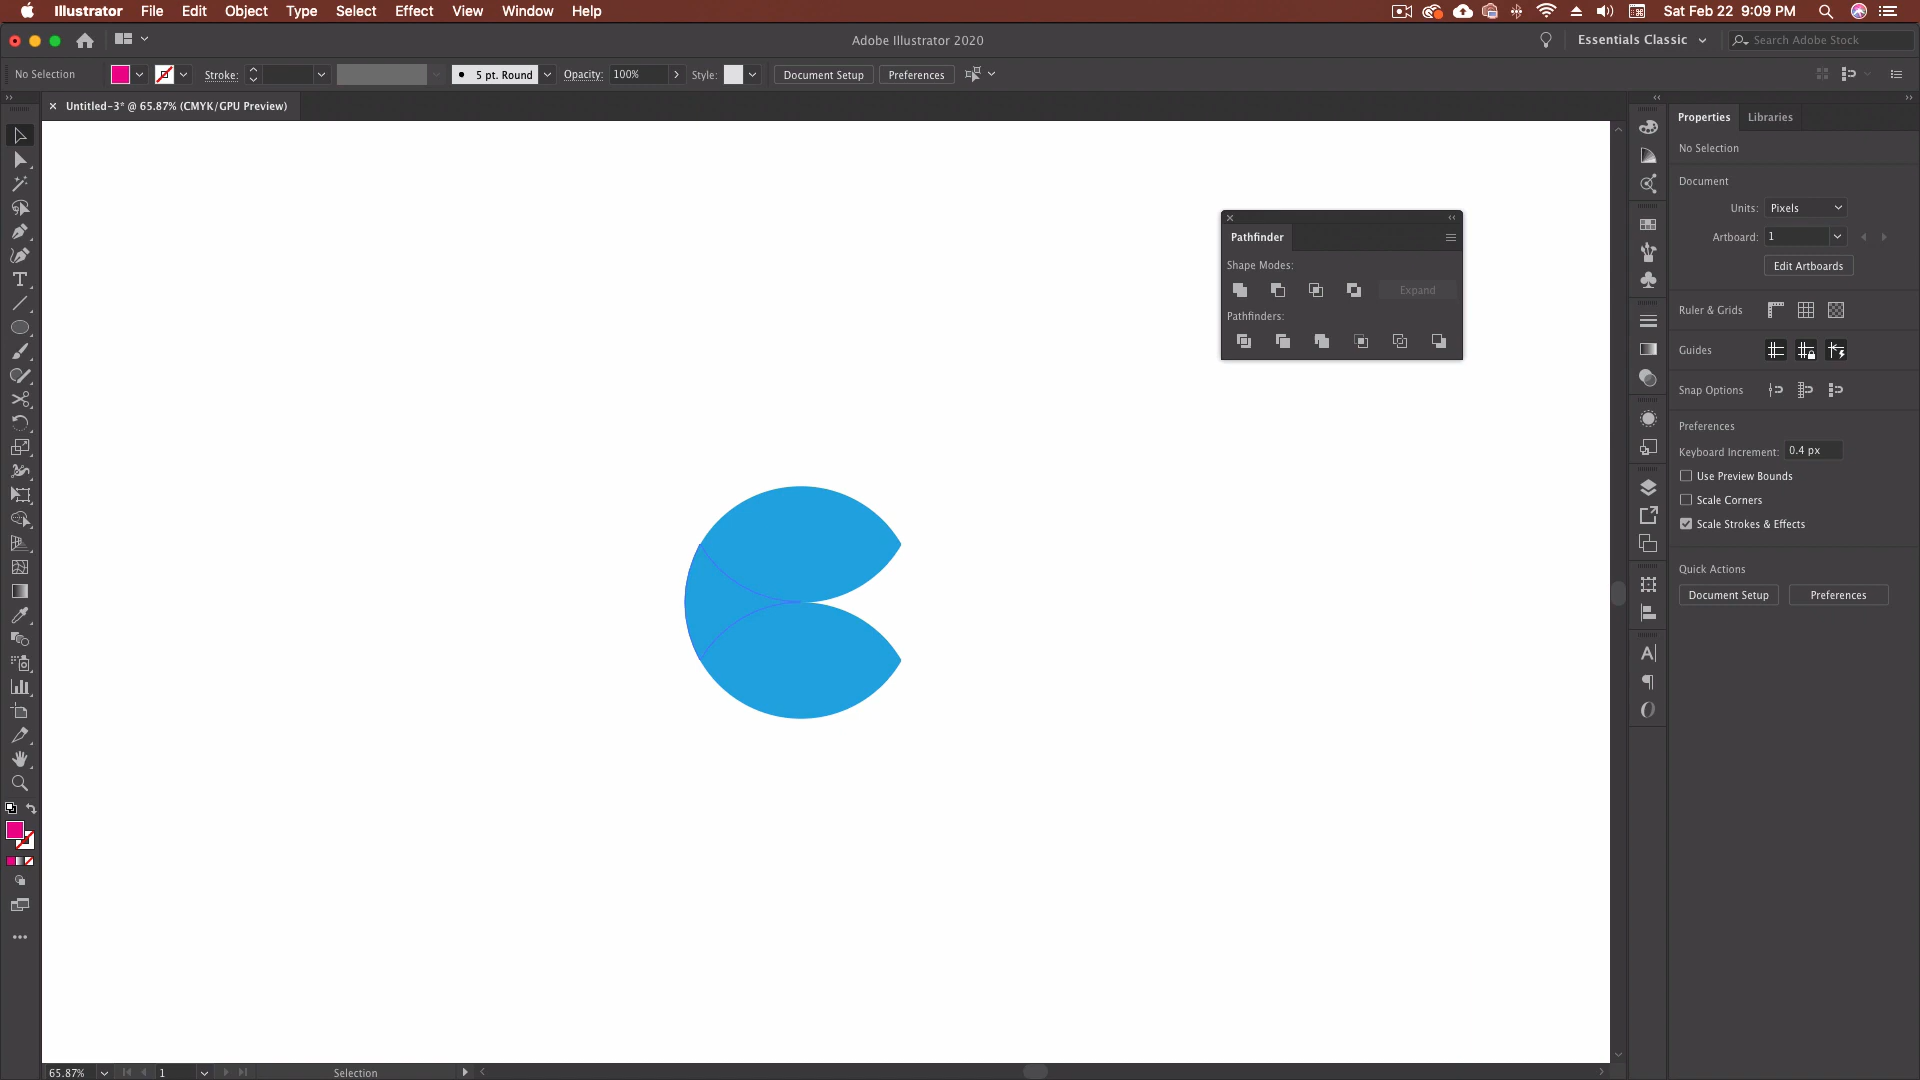 Illustrator File Edit Object Type Select Effect View Window Help Sat Feb 22 9:09 PM
Adobe Illustrator 2020 Essentials Classic Search Adobe Stock
No Selection Stroke: 5 pt. Round Opacity: 100% Style: Document Setup Preferences
Untitled-3* @ 65.87% (CMYK/GPU Preview)
Properties Libraries
No Selection
Document
Units: Pixels
Artboard: 1
Edit Artboards
Ruler & Grids
Guides
Snap Options
Preferences
Keyboard Increment: 0.4 px
Use Preview Bounds
Scale Corners
Scale Strokes & Effects
Quick Actions
Document Setup Preferences
Pathfinder
Shape Modes:
Expand
Pathfinders:
65.87% 1 Selection